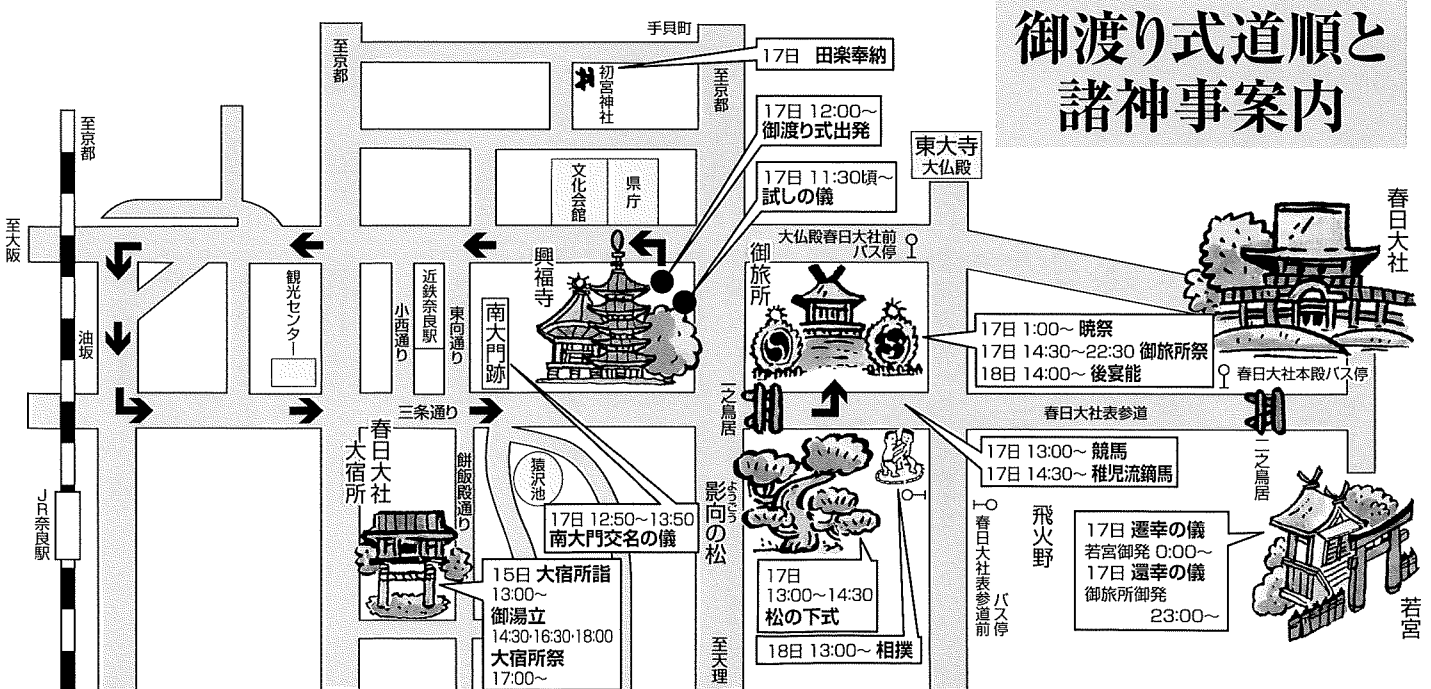 御渡り式道順と
諸神事案内
手貝町
至京都
至京都
至京都
初宮神社
17日 田楽奉納
17日 12:00〜
御渡り式出発
17日 11:30頃〜
試しの儀
東大寺
大仏殿
文化会館
県庁
至大阪
大仏殿春日大社前
バス停
春日大社
興福寺
御旅所
観光センター
近鉄奈良駅
小西通り
東向通り
南大門跡
油坂
17日 1:00〜 暁祭
17日 14:30〜22:30 御旅所祭
18日 14:00〜 後宴能
春日大社本殿バス停
三条通り
一之鳥居
春日大社表参道
二之鳥居
春日大社
大宿所
餅飯殿通り
猿沢池
17日 13:00〜 競馬
17日 14:30〜 稚児流鏑馬
JR奈良駅
17日 12:50〜13:50
南大門交名の儀
影向の松
ようごう
春日大社表参道前
バス停
飛火野
17日 遷幸の儀
若宮御発 0:00〜
17日 還幸の儀
御旅所御発
23:00〜
若宮
15日 大宿所詣
13:00〜
御湯立
14:30・16:30・18:00
大宿所祭
17:00〜
17日
13:00〜14:30
松の下式
18日 13:00〜 相撲
至天理